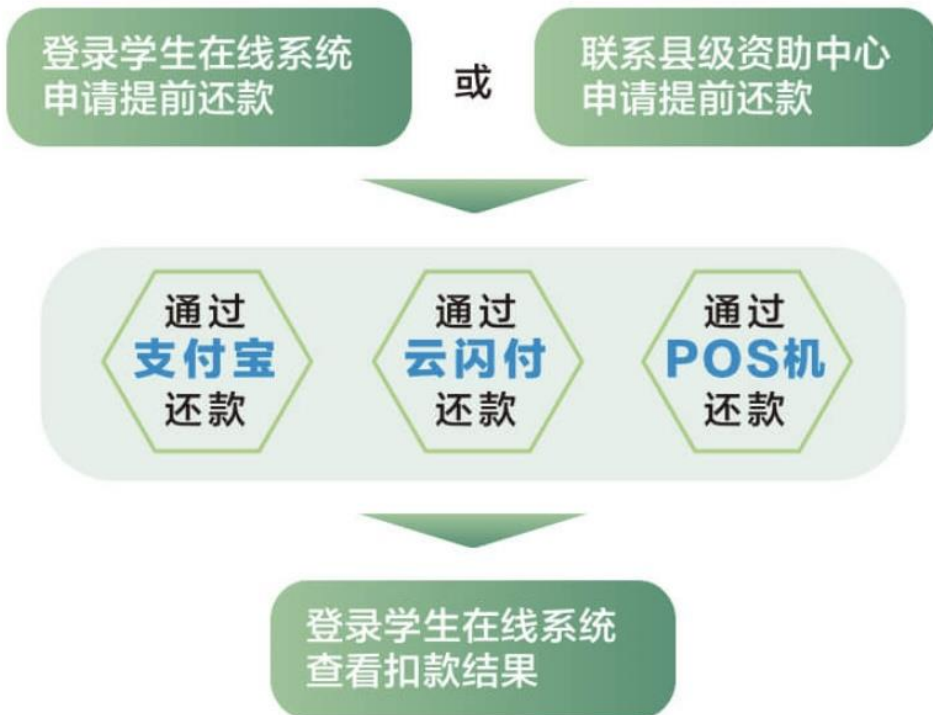 登录学生在线系统
申请提前还款
或
联系县级资助中心
申请提前还款
通过
支付宝
还款
通过
云闪付
还款
通过
POS机
还款
登录学生在线系统
查看扣款结果